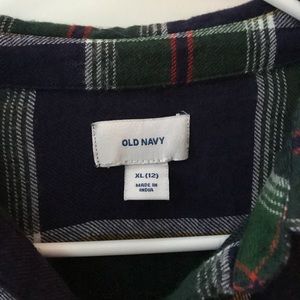 OLD NAVY
XL (12)
MADE IN
INDIA